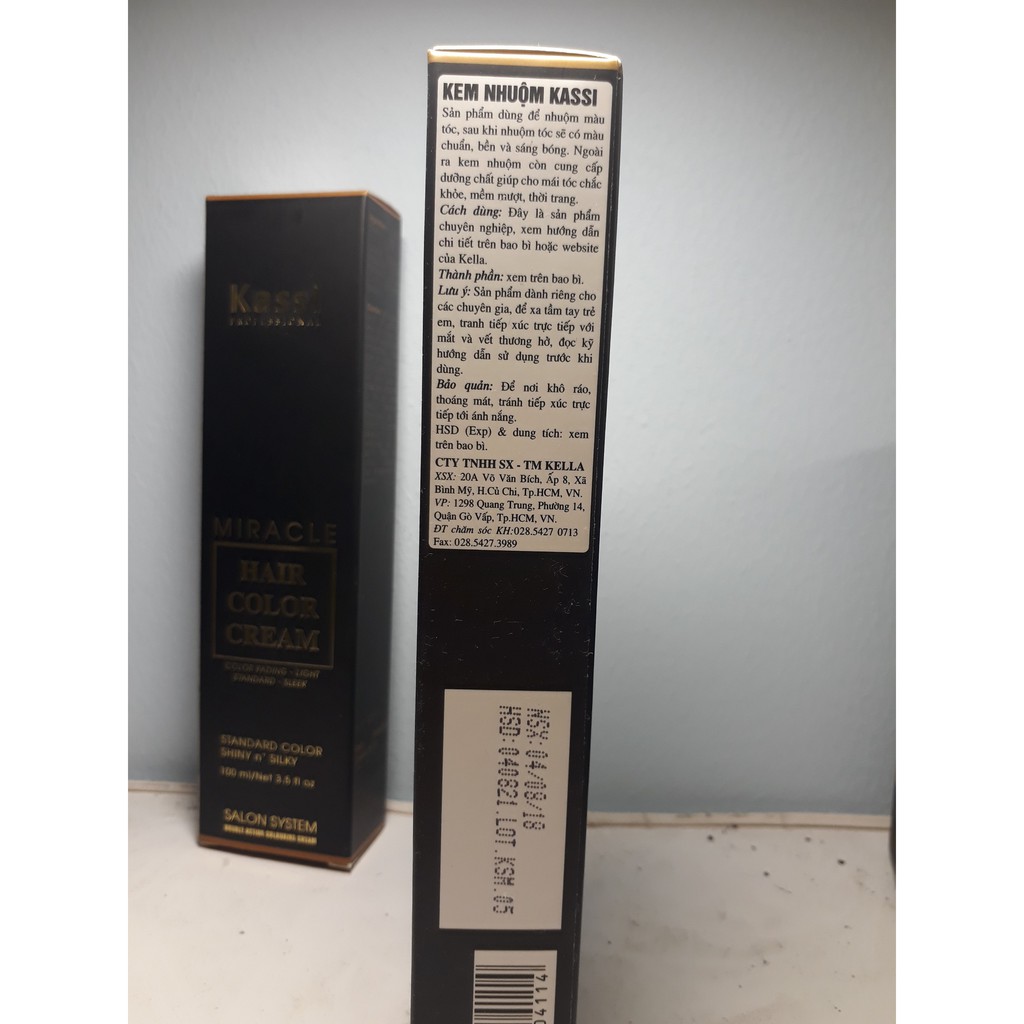 Kassi
PROFESSIONAL
MIRACLE
HAIR
COLOR
CREAM
COLOR FADING - LIGHT
STANDARD - SLEEK
STANDARD COLOR
SHINY n' SILKY
100 ml/Net 3.5 fl oz
SALON SYSTEM
KEM NHUỘM KASSI
Sản phẩm dùng để nhuộm màu
tóc, sau khi nhuộm tóc sẽ có màu
chuẩn, bền và sáng bóng. Ngoài
ra kem nhuộm còn cung cấp
dưỡng chất giúp cho mái tóc chắc
khỏe, mềm mượt, thời trang.
Cách dùng: Đây là sản phẩm
chuyên nghiệp, xem hướng dẫn
chi tiết trên bao bì hoặc website
của Kella.
Thành phần: xem trên bao bì.
Lưu ý: Sản phẩm dành riêng cho
các chuyên gia, để xa tầm tay trẻ
em, tranh tiếp xúc trực tiếp với
mắt và vết thương hở, đọc kỹ
hướng dẫn sử dụng trước khi
dùng.
Bảo quản: Để nơi khô ráo,
thoáng mát, tránh tiếp xúc trực
tiếp tới ánh nắng.
HSD (Exp) & dung tích: xem
trên bao bì.
CTY TNHH SX - TM KELLA
XSX: 20A Võ Văn Bích, Ấp 8, Xã
Bình Mỹ, H.Củ Chi, Tp.HCM, VN.
VP: 1298 Quang Trung, Phường 14,
Quận Gò Vấp, Tp.HCM, VN.
ĐT chăm sóc KH:028.5427 0713
Fax: 028.5427.3989
NSX: 04/08/18
HSD: 040821 LOT.KSM.05
04114